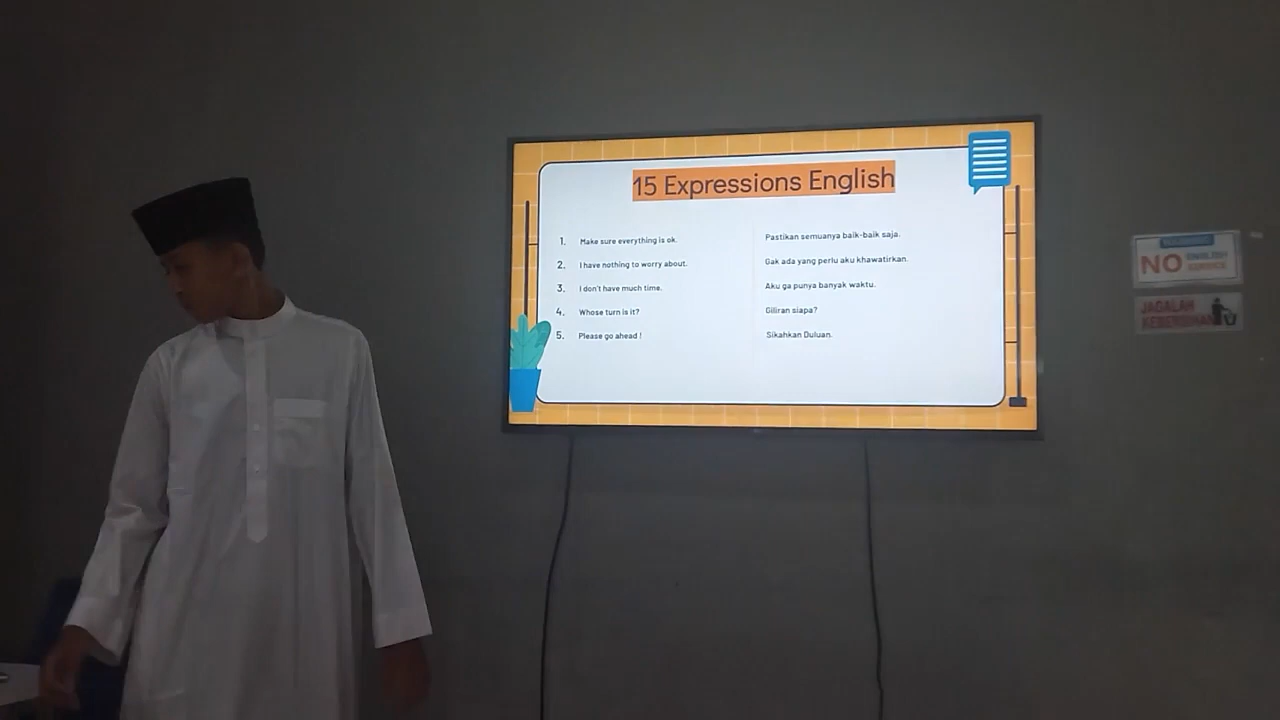 15 Expressions English
1. Make sure everything is ok. Pastikan semuanya baik-baik saja.
2. I have nothing to worry about. Gak ada yang perlu aku khawatirkan.
3. I don't have much time. Aku ga punya banyak waktu.
4. Whose turn is it? Giliran siapa?
5. Please go ahead ! Sikahkan Duluan.
NO ENGLISH
JAGALAH
KEBERSIHAN